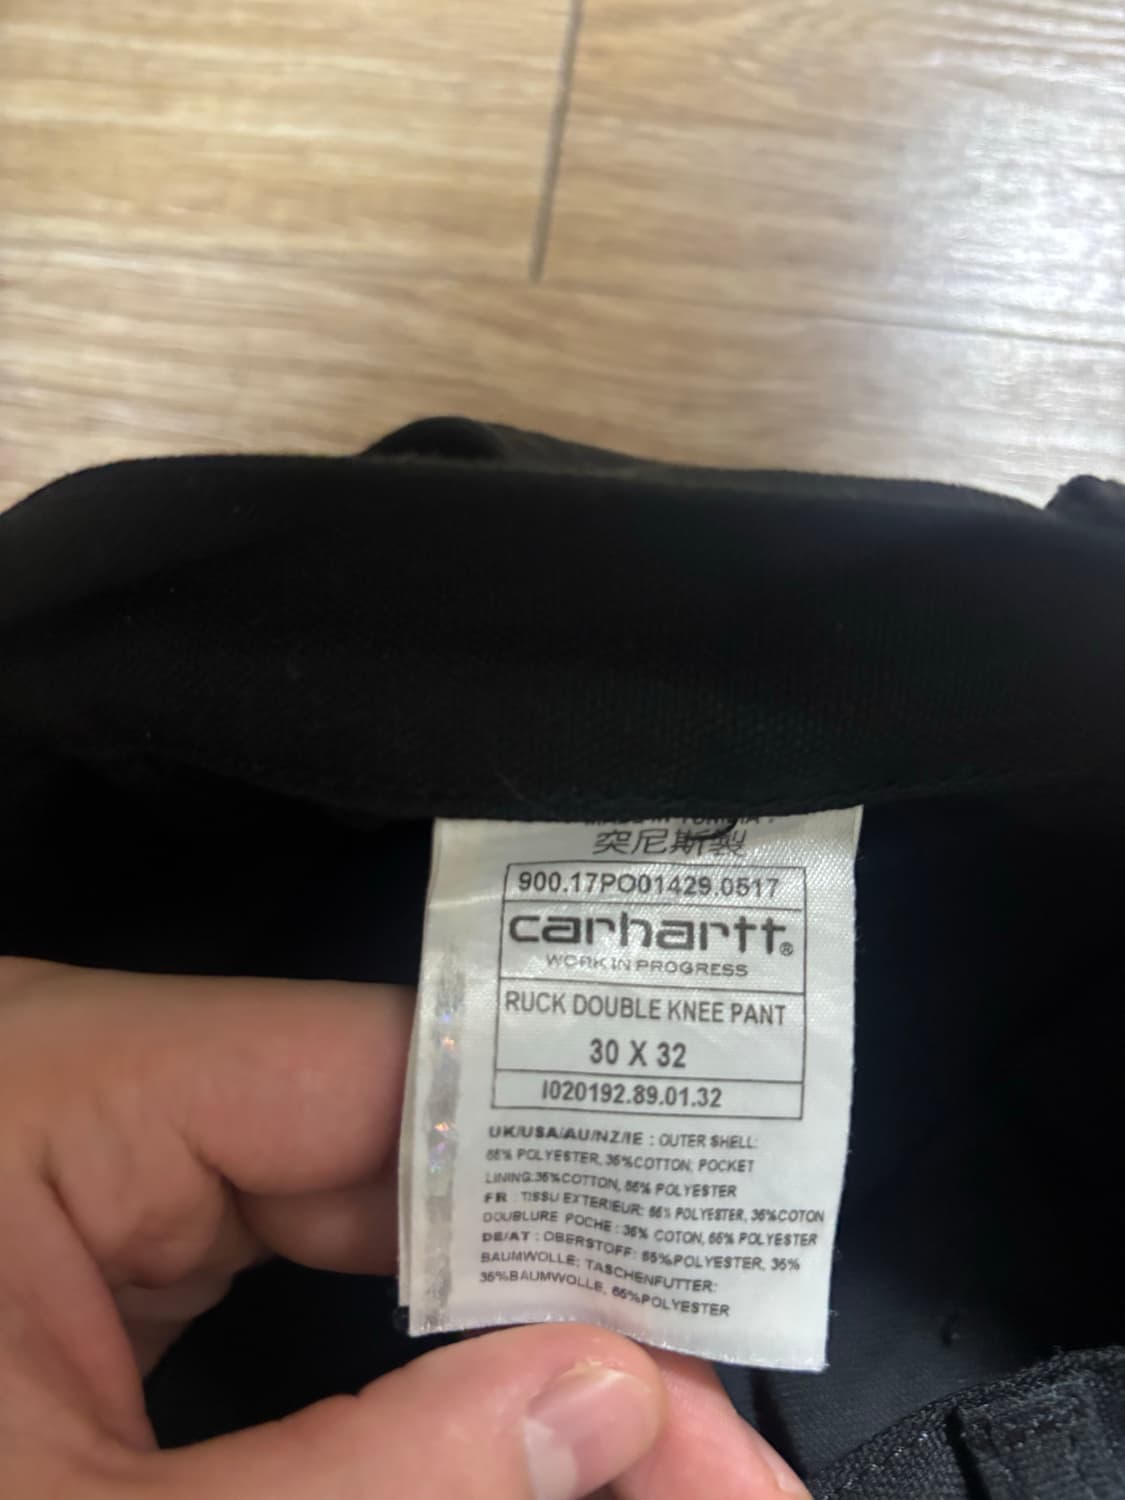 MADE IN TUNISIA .
突尼斯製
900.17PO01429.0517
carhartt®
WORK IN PROGRESS
RUCK DOUBLE KNEE PANT
30 X 32
I020192.89.01.32
UK/USA/AU/NZ/IE : OUTER SHELL:
65% POLYESTER, 35%COTTON; POCKET
LINING:35%COTTON, 65% POLYESTER
FR : TISSU EXTERIEUR: 65% POLYESTER, 35%COTON
DOUBLURE POCHE : 35% COTON, 65% POLYESTER
DE/AT : OBERSTOFF: 65%POLYESTER, 35%
BAUMWOLLE; TASCHENFUTTER:
35%BAUMWOLLE, 65%POLYESTER